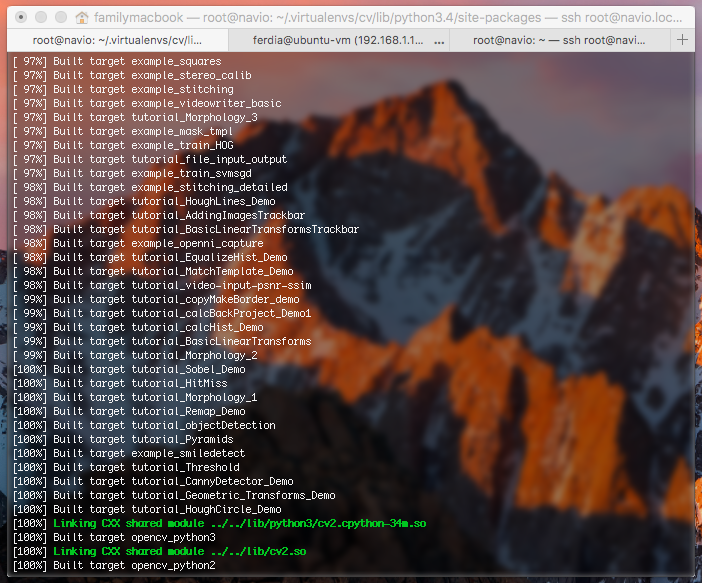 familymacbook — root@navio: ~/.virtualenvs/cv/lib/python3.4/site-packages — ssh root@navio.loc...
root@navio: ~/.virtualenvs/cv/li... ferdia@ubuntu-vm (192.168.1.1... ... root@navio: ~ — ssh root@navi... +
[ 97%] Built target example_squares
[ 97%] Built target example_stereo_calib
[ 97%] Built target example_stitching
[ 97%] Built target example_videowriter_basic
[ 97%] Built target tutorial_Morphology_3
[ 97%] Built target example_mask_tmpl
[ 97%] Built target example_train_HOG
[ 97%] Built target tutorial_file_input_output
[ 97%] Built target example_train_svmsgd
[ 98%] Built target example_stitching_detailed
[ 98%] Built target tutorial_HoughLines_Demo
[ 98%] Built target tutorial_AddingImagesTrackbar
[ 98%] Built target tutorial_BasicLinearTransformsTrackbar
[ 98%] Built target example_openni_capture
[ 98%] Built target tutorial_EqualizeHist_Demo
[ 98%] Built target tutorial_MatchTemplate_Demo
[ 98%] Built target tutorial_video-input-psnr-ssim
[ 99%] Built target tutorial_copyMakeBorder_demo
[ 99%] Built target tutorial_calcBackProject_Demo1
[ 99%] Built target tutorial_calcHist_Demo
[ 99%] Built target tutorial_BasicLinearTransforms
[ 99%] Built target tutorial_Morphology_2
[100%] Built target tutorial_Sobel_Demo
[100%] Built target tutorial_HitMiss
[100%] Built target tutorial_Morphology_1
[100%] Built target tutorial_Remap_Demo
[100%] Built target tutorial_objectDetection
[100%] Built target tutorial_Pyramids
[100%] Built target example_smiledetect
[100%] Built target tutorial_Threshold
[100%] Built target tutorial_CannyDetector_Demo
[100%] Built target tutorial_Geometric_Transforms_Demo
[100%] Built target tutorial_HoughCircle_Demo
[100%] Linking CXX shared module ../../lib/python3/cv2.cpython-34m.so
[100%] Built target opencv_python3
[100%] Linking CXX shared module ../../lib/cv2.so
[100%] Built target opencv_python2